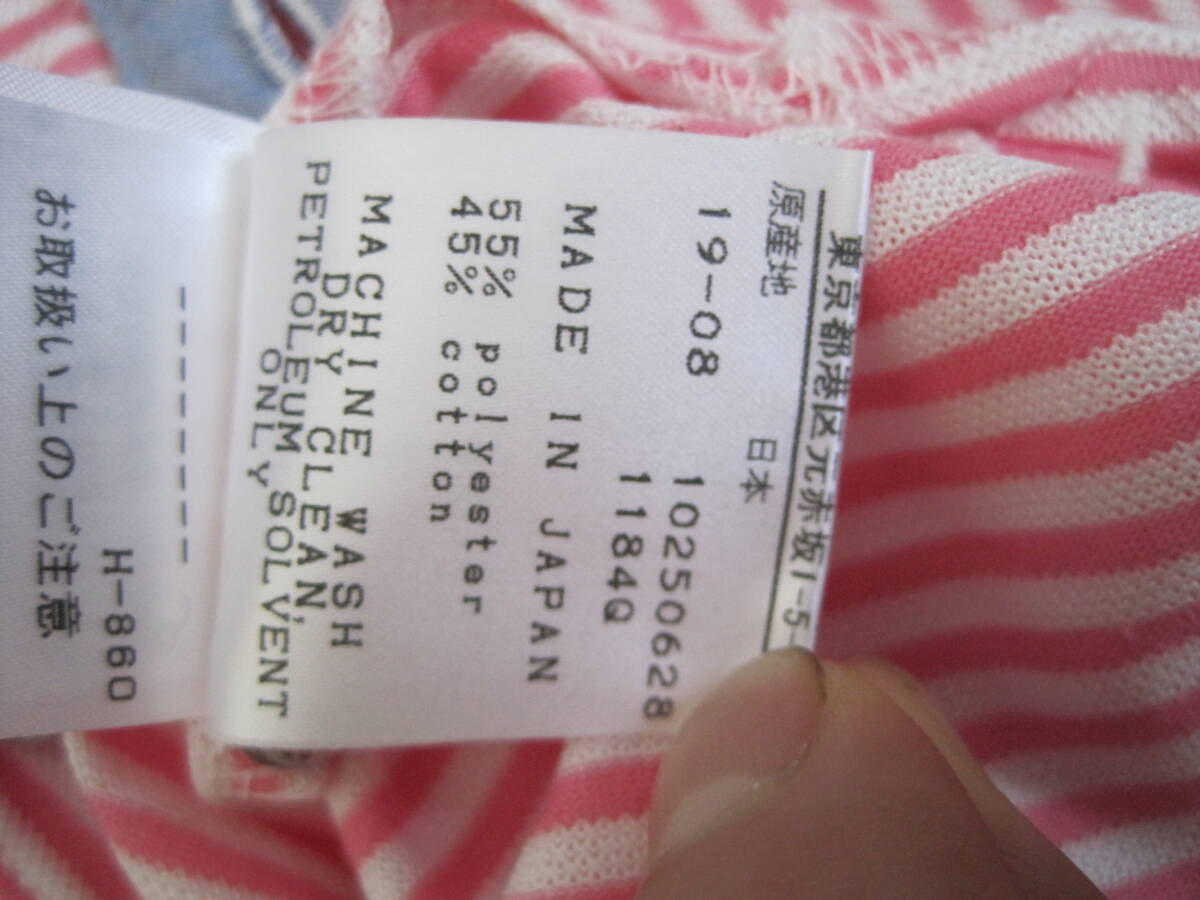 東京都港区元赤坂1-5-
原産地 日本
19-08
10250628
1184Q
MADE IN JAPAN
55% polyester
45% cotton
MACHINE WASH
DRY CLEAN,
PETROLEUM SOLVENT
ONLY
H-860
お取扱い上のご注意